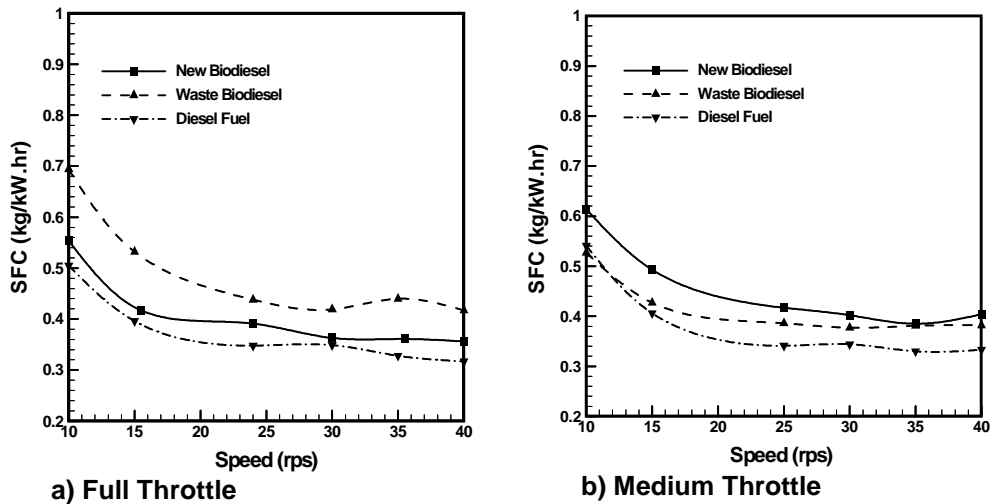 1
0.9
0.8
0.7
0.6
0.5
0.4
0.3
0.2
SFC (kg/kW.hr)
New Biodiesel
Waste Biodiesel
Diesel Fuel
10 15 20 25 30 35 40
Speed (rps)
a) Full Throttle
1
0.9
0.8
0.7
0.6
0.5
0.4
0.3
0.2
SFC (kg/kW.hr)
New Biodiesel
Waste Biodiesel
Diesel Fuel
10 15 20 25 30 35 40
Speed (rps)
b) Medium Throttle